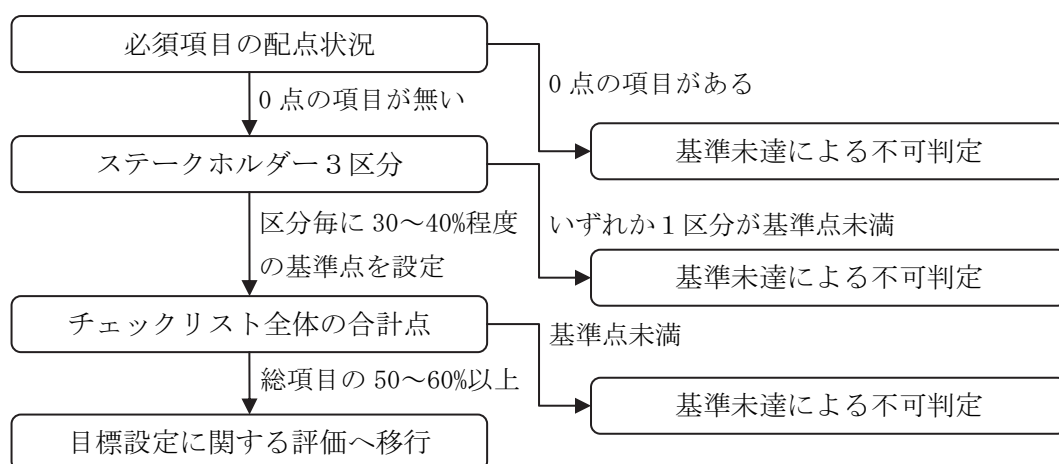 必須項目の配点状況
0点の項目がある
0点の項目が無い
基準未達による不可判定
ステークホルダー3区分
区分毎に30～40%程度
の基準点を設定
いずれか1区分が基準点未満
基準未達による不可判定
チェックリスト全体の合計点
基準点未満
総項目の50～60%以上
基準未達による不可判定
目標設定に関する評価へ移行